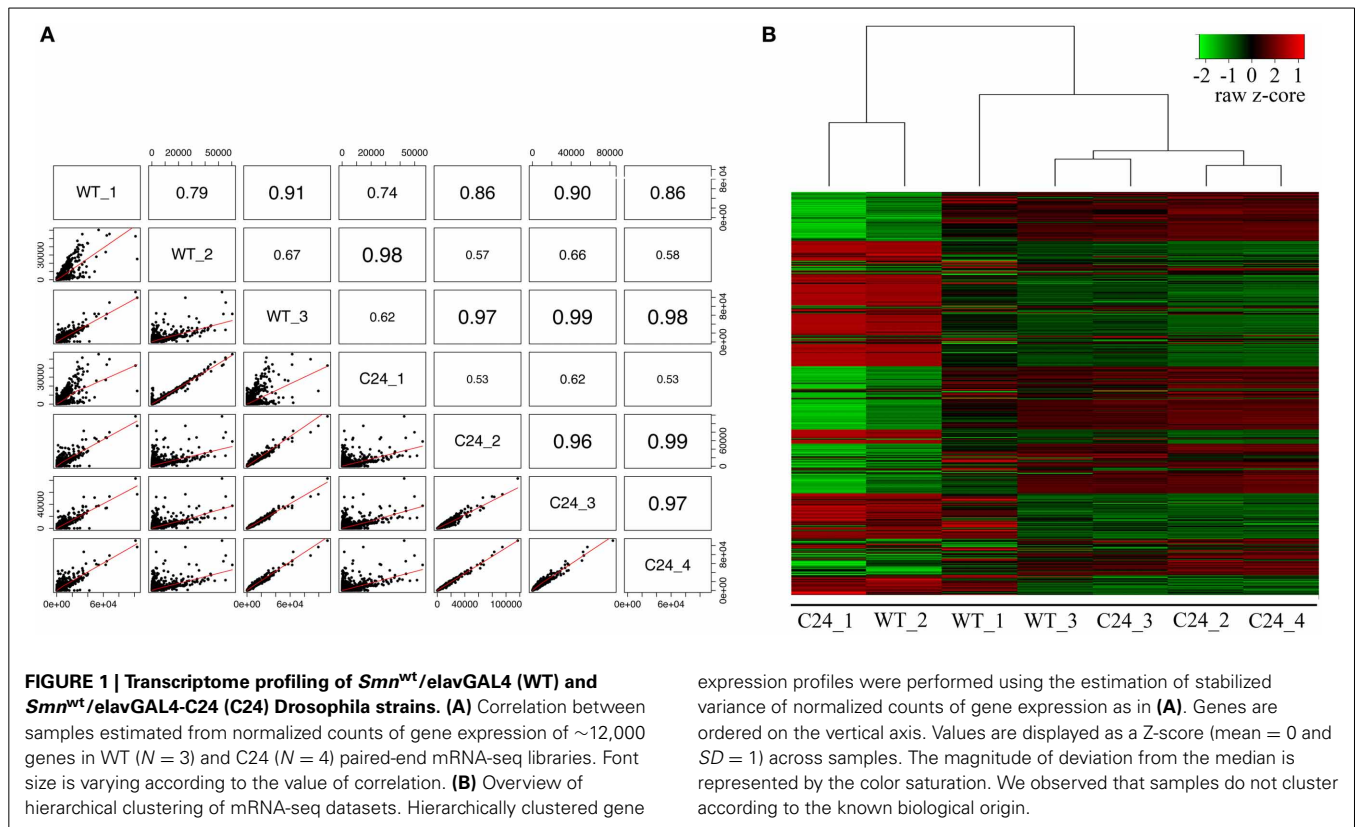 A
0 20000 50000
0 20000 50000
0 40000 80000
WT_1 0.79 0.91 0.74 0.86 0.90 0.86
0e+00 8e+04
0 30000
WT_2 0.67 0.98 0.57 0.66 0.58
WT_3 0.62 0.97 0.99 0.98
0e+00 8e+04
0 30000
C24_1 0.53 0.62 0.53
C24_2 0.96 0.99
0 60000
0 40000
C24_3 0.97
C24_4
0e+00 8e+04
0e+00 6e+04
0e+00 6e+04
0 40000 100000
0e+00 6e+04
B
-2 -1 0 2 1
raw z-core
C24_1 WT_2 WT_1 WT_3 C24_3 C24_2 C24_4
FIGURE 1 | Transcriptome profiling of Smnwt/elavGAL4 (WT) and
Smnwt/elavGAL4-C24 (C24) Drosophila strains. (A) Correlation between
samples estimated from normalized counts of gene expression of ∼12,000
genes in WT (N = 3) and C24 (N = 4) paired-end mRNA-seq libraries. Font
size is varying according to the value of correlation. (B) Overview of
hierarchical clustering of mRNA-seq datasets. Hierarchically clustered gene
expression profiles were performed using the estimation of stabilized
variance of normalized counts of gene expression as in (A). Genes are
ordered on the vertical axis. Values are displayed as a Z-score (mean = 0 and
SD = 1) across samples. The magnitude of deviation from the median is
represented by the color saturation. We observed that samples do not cluster
according to the known biological origin.